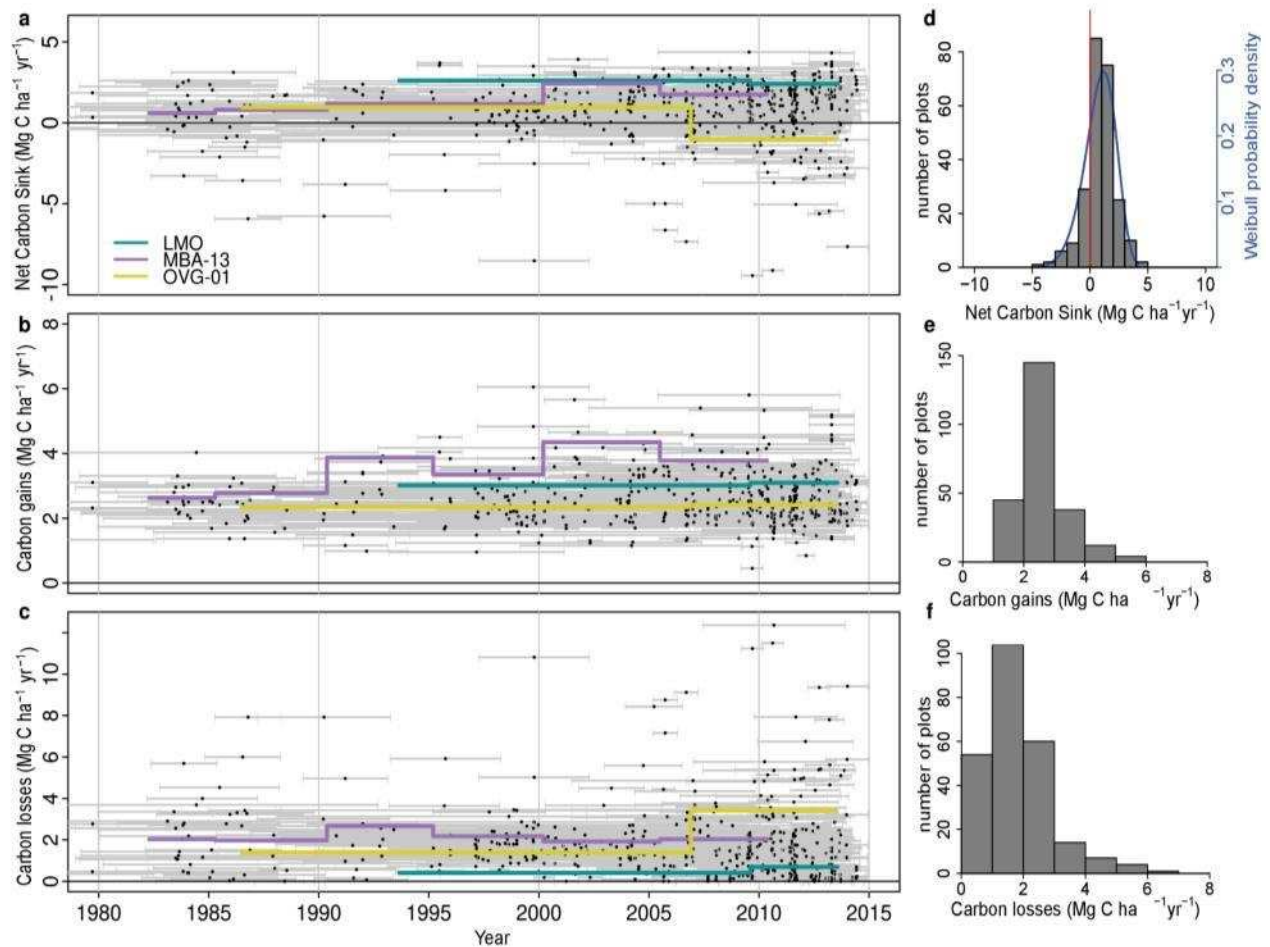 a
Net Carbon Sink (Mg C ha⁻¹ yr⁻¹)
5
0
-5
-10
LMO
MBA-13
OVG-01
b
Carbon gains (Mg C ha⁻¹ yr⁻¹)
8
6
4
2
0
c
Carbon losses (Mg C ha⁻¹ yr⁻¹)
10
8
6
4
2
0
1980 1985 1990 1995 2000 2005 2010 2015
Year
d
number of plots
80
60
40
20
0
Weibull probability density
0.3
0.2
0.1
−10 −5 0 5 10
Net Carbon Sink (Mg C ha⁻¹yr⁻¹)
e
number of plots
150
100
50
0
0 2 4 6 8
Carbon gains (Mg C ha ⁻¹yr⁻¹)
f
number of plots
100
80
60
40
20
0
0 2 4 6 8
Carbon losses (Mg C ha ⁻¹yr⁻¹)